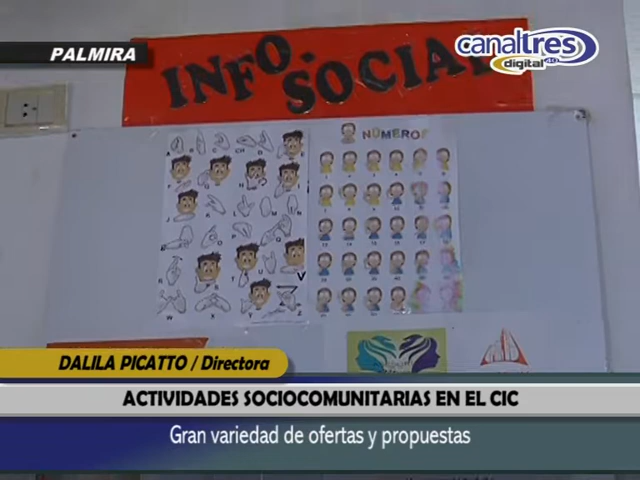 PALMIRA
canaltres
digital
INFO-
SOCIAL
NÚMEROS
DALILA PICATTO / Directora
ACTIVIDADES SOCIOCOMUNITARIAS EN EL CIC
Gran variedad de ofertas y propuestas